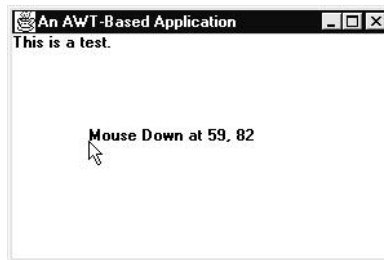 An AWT-Based Application
This is a test.
Mouse Down at 59, 82